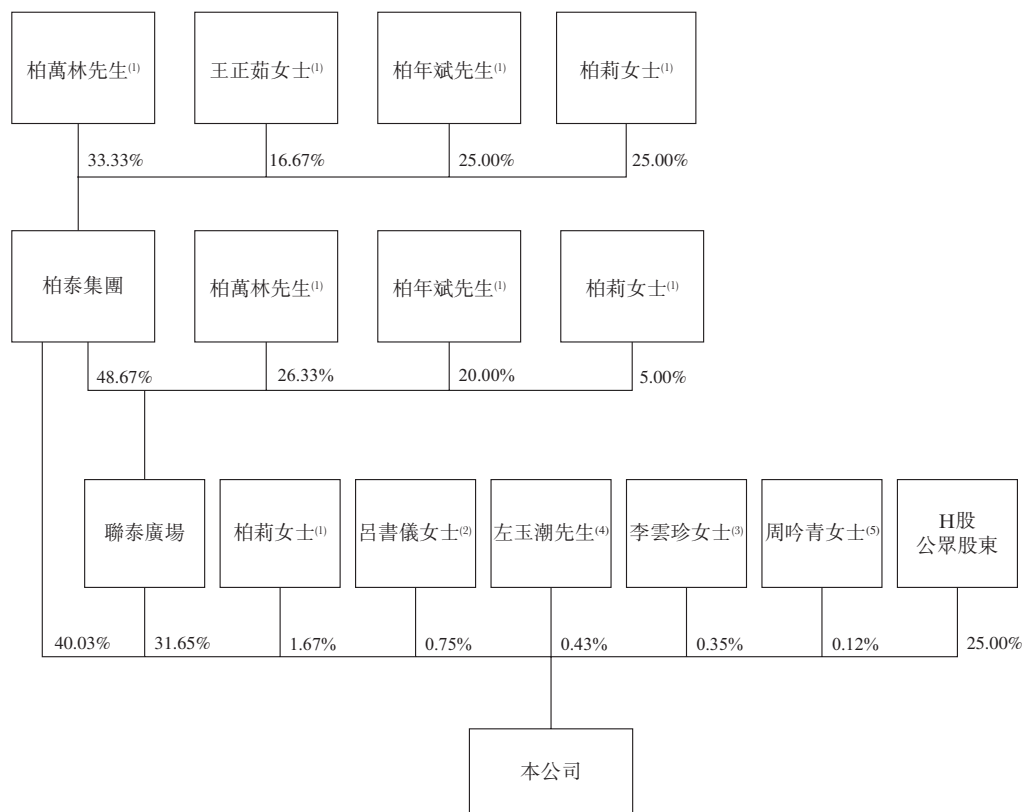 柏萬林先生(1)
王正茹女士(1)
柏年斌先生(1)
柏莉女士(1)
33.33%
16.67%
25.00%
25.00%
柏泰集團
柏萬林先生(1)
柏年斌先生(1)
柏莉女士(1)
48.67%
26.33%
20.00%
5.00%
聯泰廣場
柏莉女士(1)
呂書儀女士(2)
左玉潮先生(4)
李雲珍女士(3)
周吟青女士(5)
H股
公眾股東
40.03%
31.65%
1.67%
0.75%
0.43%
0.35%
0.12%
25.00%
本公司